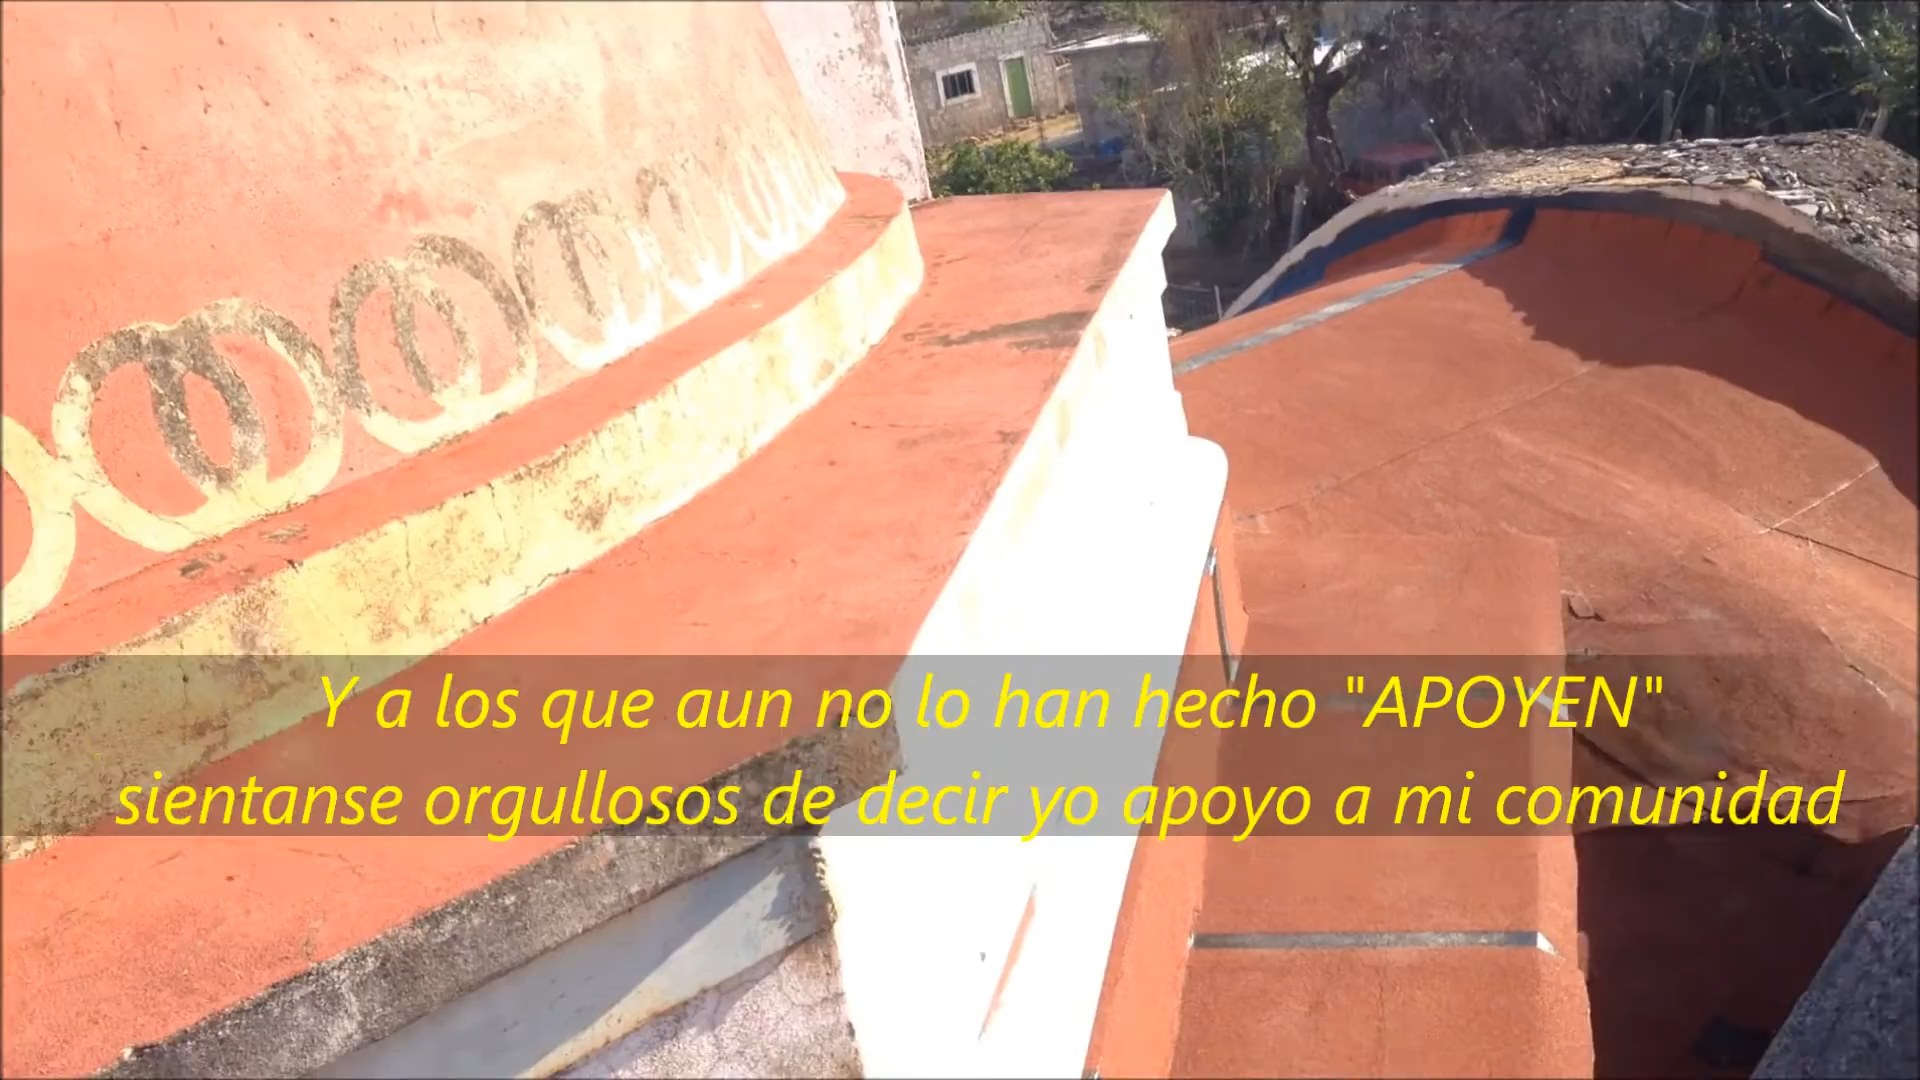 Y a los que aun no lo han hecho "APOYEN"
sientanse orgullosos de decir yo apoyo a mi comunidad